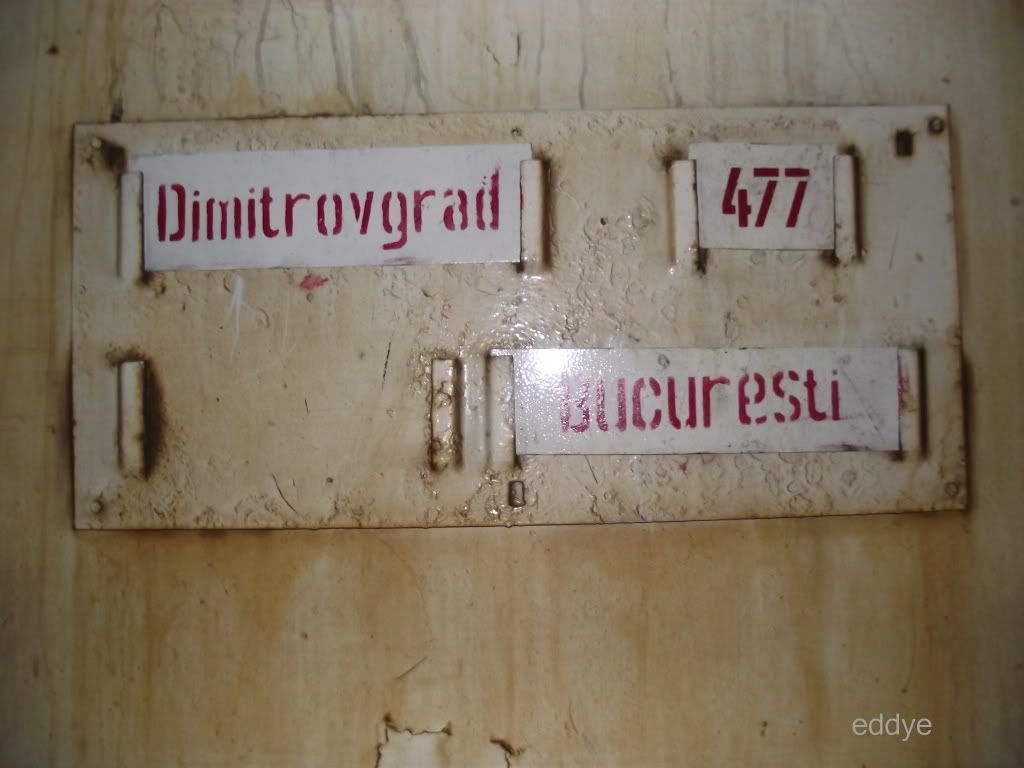 Dimitrovgrad 477
Bucuresti
eddye